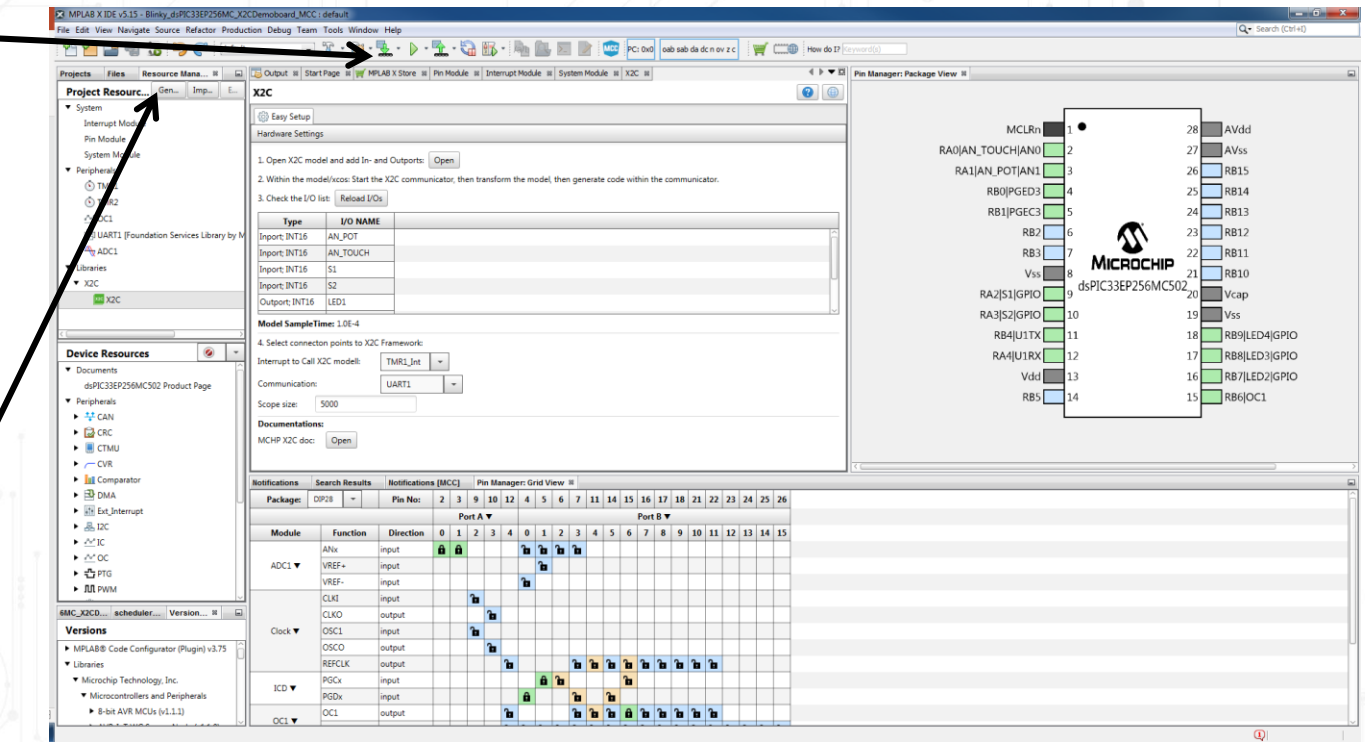 MPLAB X IDE v5.15 - Blinky_dsPIC33EP256MC_X2CDemoboard_MCC : default
File Edit View Navigate Source Refactor Production Debug Team Tools Window Help
Search (Ctrl+I)
PC: 0x0 oab sab da dc n ov z c How do I? Keyword(s)
Projects Files Resource Mana...
Project Resourc... Gen... Imp... E...
System
Interrupt Module
Pin Module
System Module
Peripherals
TMR2
UART1 [Foundation Services Library by M
ADC1
Libraries
X2C
X2C
Device Resources
Documents
dsPIC33EP256MC502 Product Page
Peripherals
CAN
CRC
CTMU
CVR
Comparator
DMA
Ext_Interrupt
I2C
IC
OC
PTG
PWM
6MC_X2CD... scheduler... Version...
Versions
MPLAB® Code Configurator (Plugin) v3.75
Libraries
Microchip Technology, Inc.
Microcontrollers and Peripherals
8-bit AVR MCUs (v1.1.1)
Output Start Page MPLAB X Store Pin Module Interrupt Module System Module X2C
X2C
Easy Setup
Hardware Settings
1. Open X2C model and add In- and Outports: Open
2. Within the model/xcos: Start the X2C communicator, then transform the model, then generate code within the communicator.
3. Check the I/O list: Reload I/Os
Type I/O NAME
Inport; INT16 AN_POT
Inport; INT16 AN_TOUCH
Inport; INT16 S1
Inport; INT16 S2
Outport; INT16 LED1
Model SampleTime: 1.0E-4
4. Select connecton points to X2C Framework:
Interrupt to Call X2C modell: TMR1_Int
Communication: UART1
Scope size: 5000
Documentations:
MCHP X2C doc: Open
Pin Manager: Package View
MCLRn 1 28 AVdd
RA0|AN_TOUCH|AN0 2 27 AVss
RA1|AN_POT|AN1 3 26 RB15
RB0|PGED3 4 25 RB14
RB1|PGEC3 5 24 RB13
RB2 6 23 RB12
RB3 7 22 RB11
Vss 8 21 RB10
RA2|S1|GPIO 9 20 Vcap
RA3|S2|GPIO 10 19 Vss
RB4|U1TX 11 18 RB9|LED4|GPIO
RA4|U1RX 12 17 RB8|LED3|GPIO
Vdd 13 16 RB7|LED2|GPIO
RB5 14 15 RB6|OC1
MICROCHIP
dsPIC33EP256MC502
Notifications Search Results Notifications [MCC] Pin Manager: Grid View
Package: DIP28 Pin No: 2 3 9 10 12 4 5 6 7 11 14 15 16 17 18 21 22 23 24 25 26
Port A ▼ Port B ▼
Module Function Direction 0 1 2 3 4 0 1 2 3 4 5 6 7 8 9 10 11 12 13 14 15
ADC1 ▼
ANx input
VREF+ input
VREF- input
Clock ▼
CLKI input
CLKO output
OSC1 input
OSCO output
REFCLK output
ICD ▼
PGCx input
PGDx input
OC1 ▼
OC1 output